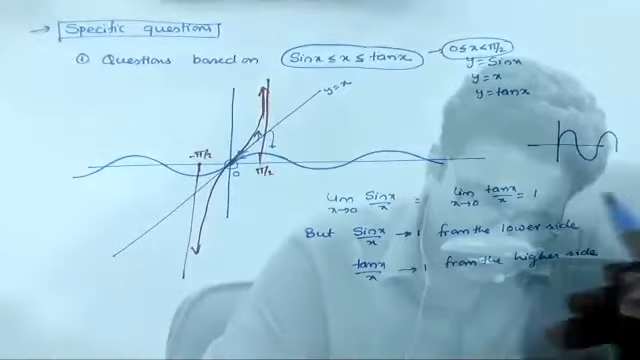 → Specific questions
① Questions based on Sinx ≤ x ≤ tanx → 0≤x<π/2
y = Sinx
y = x
y = tanx
y=x
-π/2
0
π/2
lim x→0 Sinx/x = lim x→0 tanx/x = 1
But Sinx/x → 1 from the lower side
tanx/x → 1 from the higher side